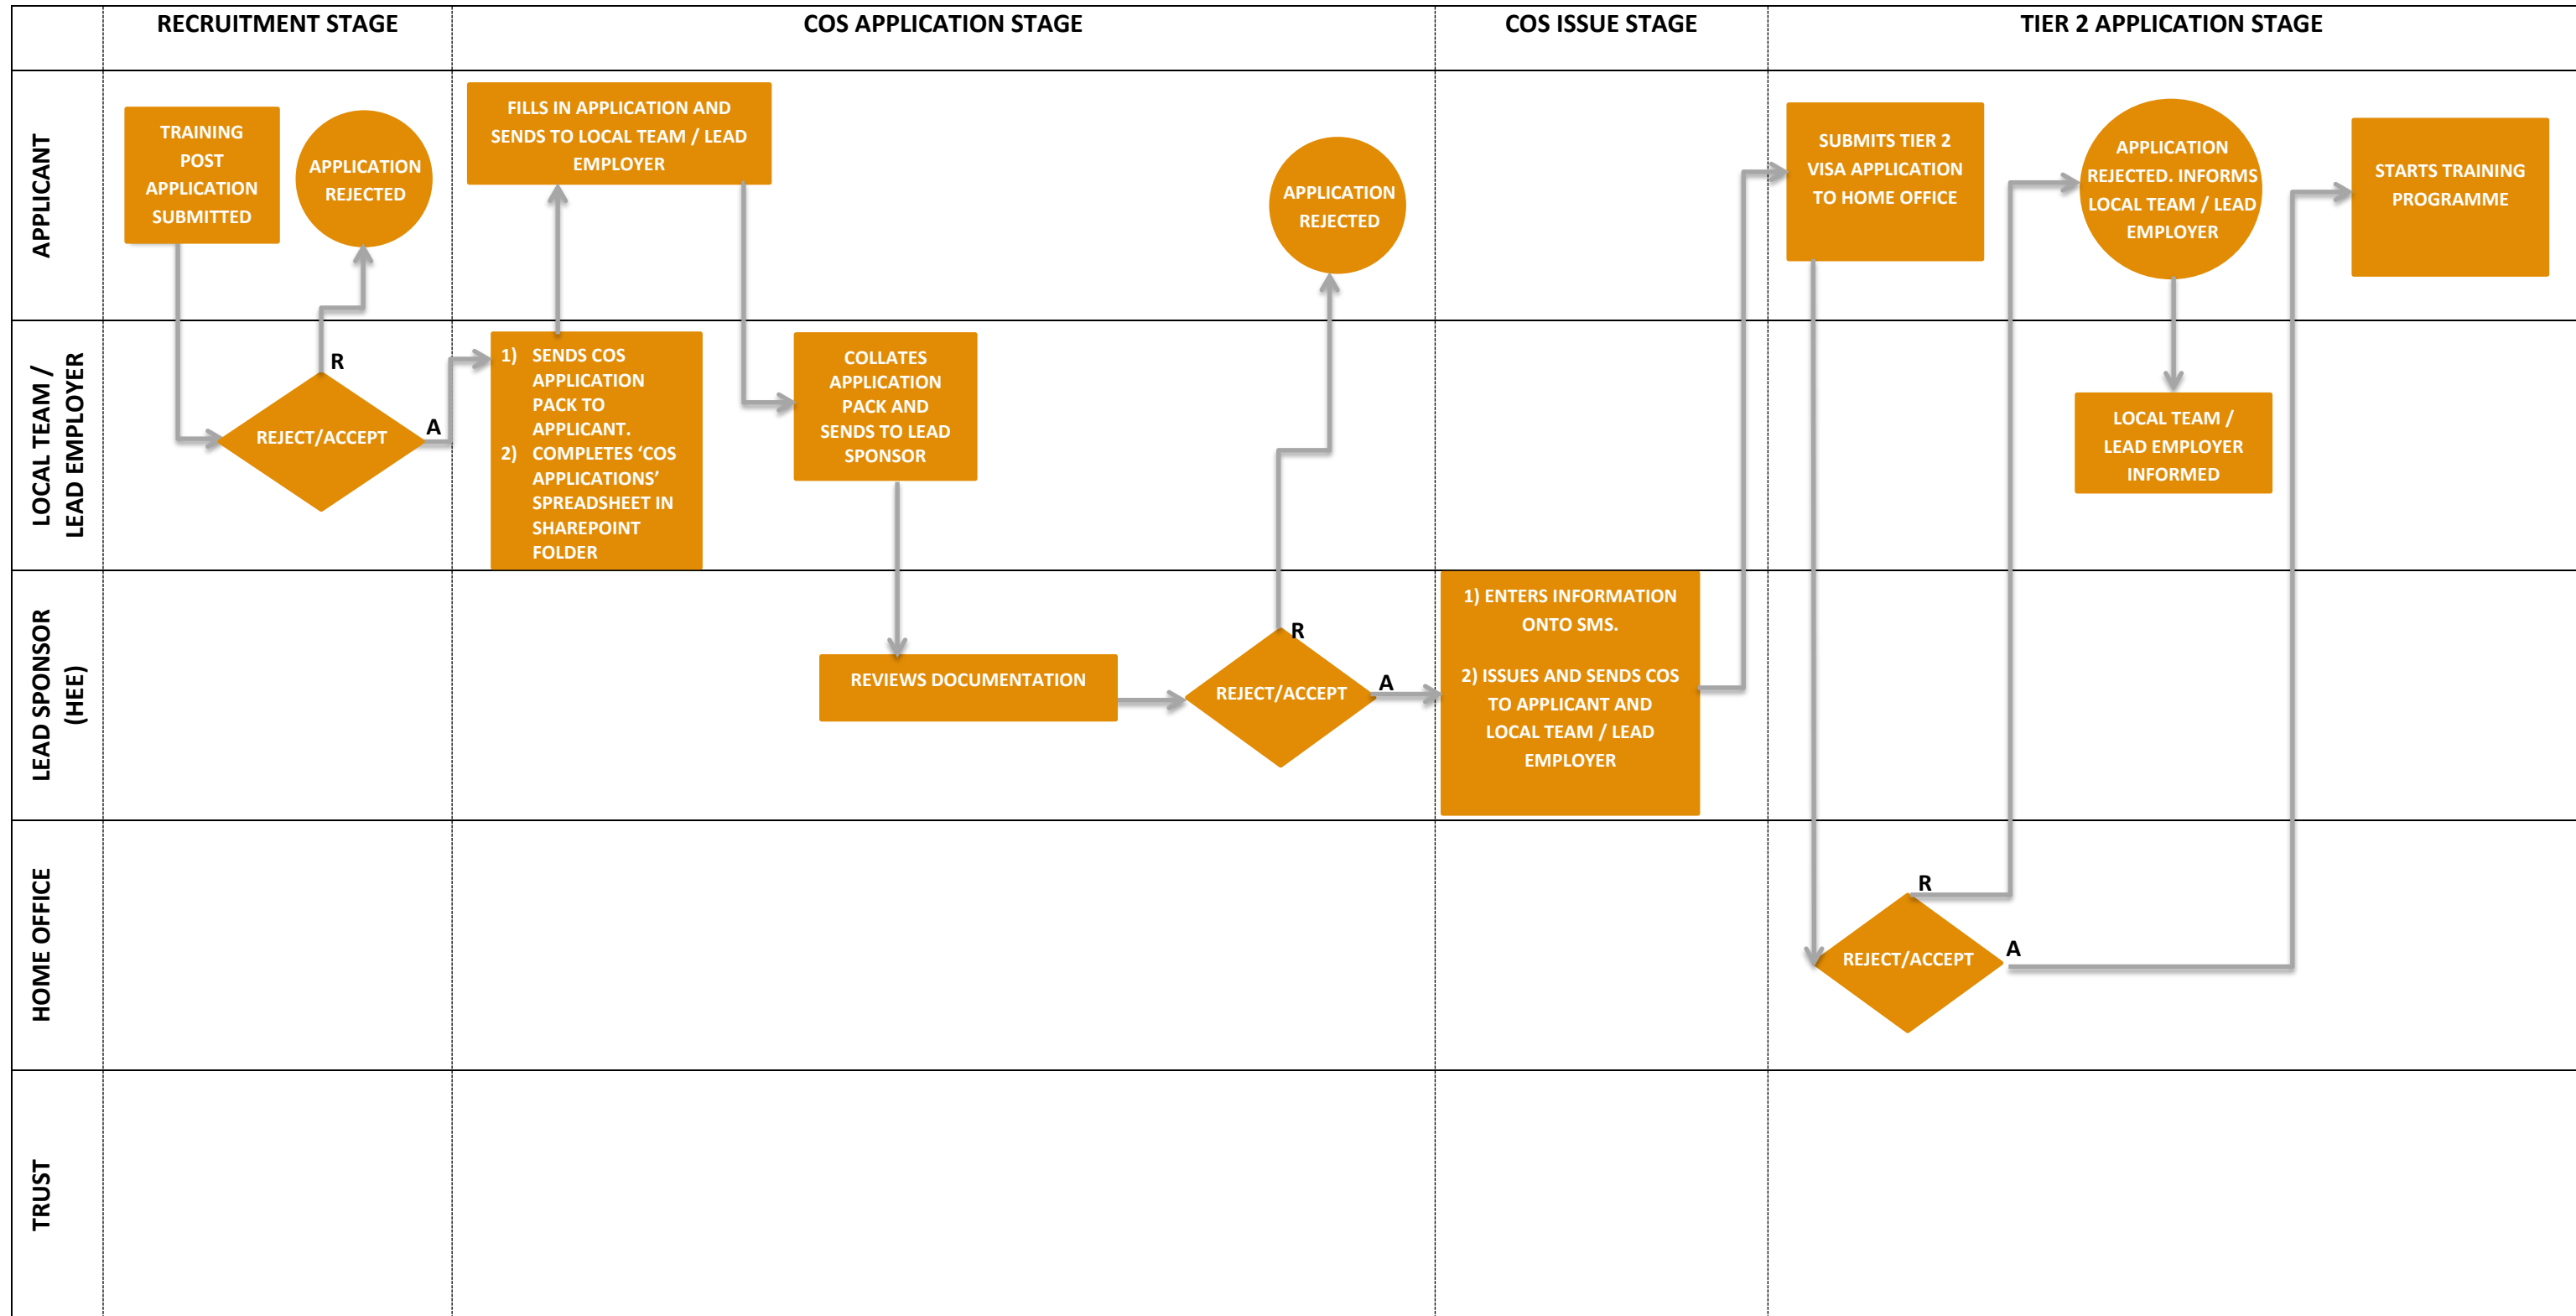 RECRUITMENT STAGE
COS APPLICATION STAGE
COS ISSUE STAGE
TIER 2 APPLICATION STAGE
APPLICANT
TRAINING
POST
APPLICATION
SUBMITTED
APPLICATION
REJECTED
FILLS IN APPLICATION AND
SENDS TO LOCAL TEAM / LEAD
EMPLOYER
APPLICATION
REJECTED
SUBMITS TIER 2
VISA APPLICATION
TO HOME OFFICE
APPLICATION
REJECTED. INFORMS
LOCAL TEAM / LEAD
EMPLOYER
STARTS TRAINING
PROGRAMME
LOCAL TEAM /
LEAD EMPLOYER
R
REJECT/ACCEPT
A
1) SENDS COS
APPLICATION
PACK TO
APPLICANT.
2) COMPLETES ‘COS
APPLICATIONS’
SPREADSHEET IN
SHAREPOINT
FOLDER
COLLATES
APPLICATION
PACK AND
SENDS TO LEAD
SPONSOR
LOCAL TEAM /
LEAD EMPLOYER
INFORMED
LEAD SPONSOR
(HEE)
REVIEWS DOCUMENTATION
R
REJECT/ACCEPT
A
1) ENTERS INFORMATION
ONTO SMS.
2) ISSUES AND SENDS COS
TO APPLICANT AND
LOCAL TEAM / LEAD
EMPLOYER
HOME OFFICE
R
REJECT/ACCEPT
A
TRUST